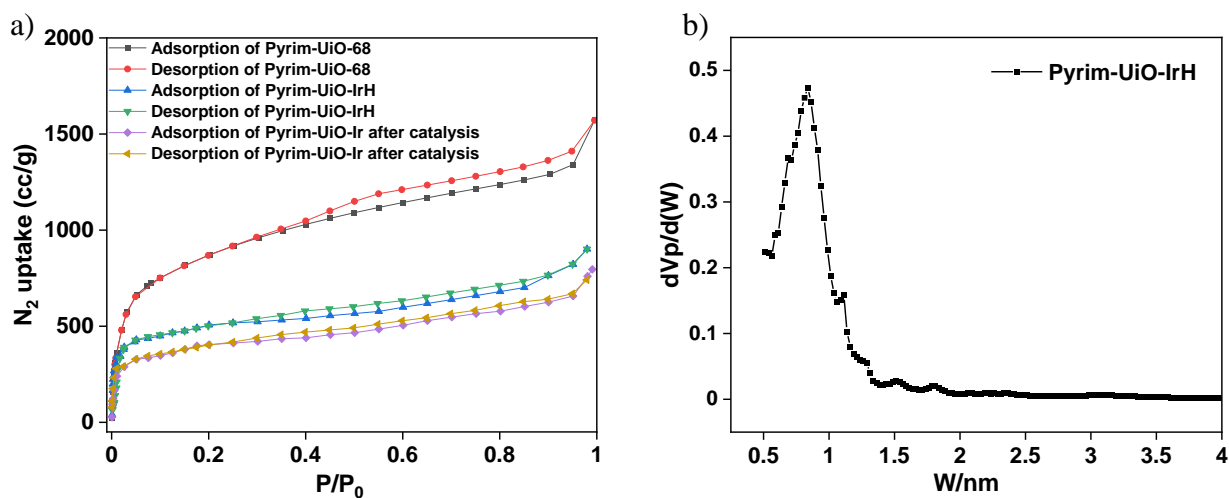 a)
2000
1500
1000
500
0
N2 uptake (cc/g)
Adsorption of Pyrim-UiO-68
Desorption of Pyrim-UiO-68
Adsorption of Pyrim-UiO-IrH
Desorption of Pyrim-UiO-IrH
Adsorption of Pyrim-UiO-Ir after catalysis
Desorption of Pyrim-UiO-Ir after catalysis
0 0.2 0.4 0.6 0.8 1
P/P0
b)
0.5
0.4
0.3
0.2
0.1
0
dVp/d(W)
Pyrim-UiO-IrH
0.5 1 1.5 2 2.5 3 3.5 4
W/nm